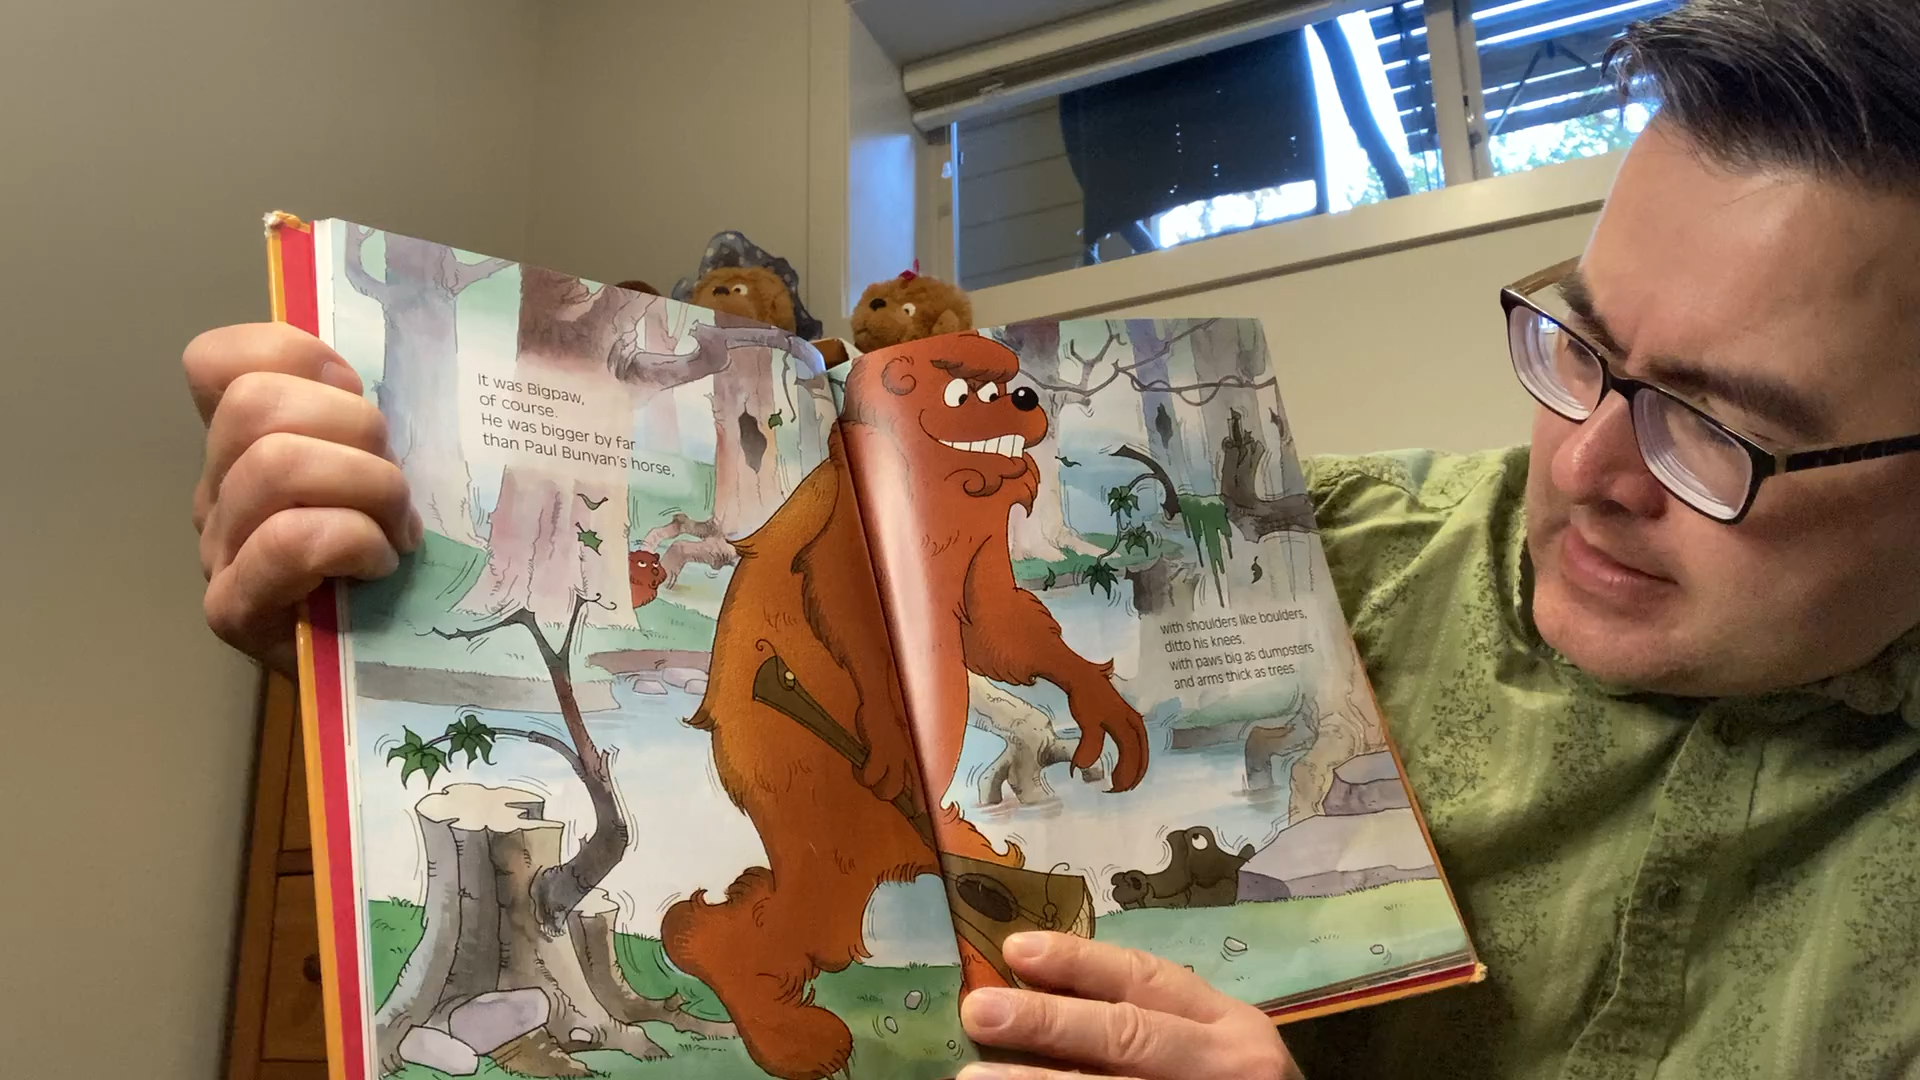 It was Bigpaw,
of course.
He was bigger by far
than Paul Bunyan's horse,
with shoulders like boulders,
ditto his knees,
with paws big as dumpsters
and arms thick as trees.